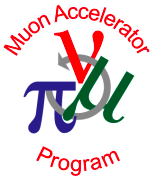 Muon Accelerator
ν
π μ
Program